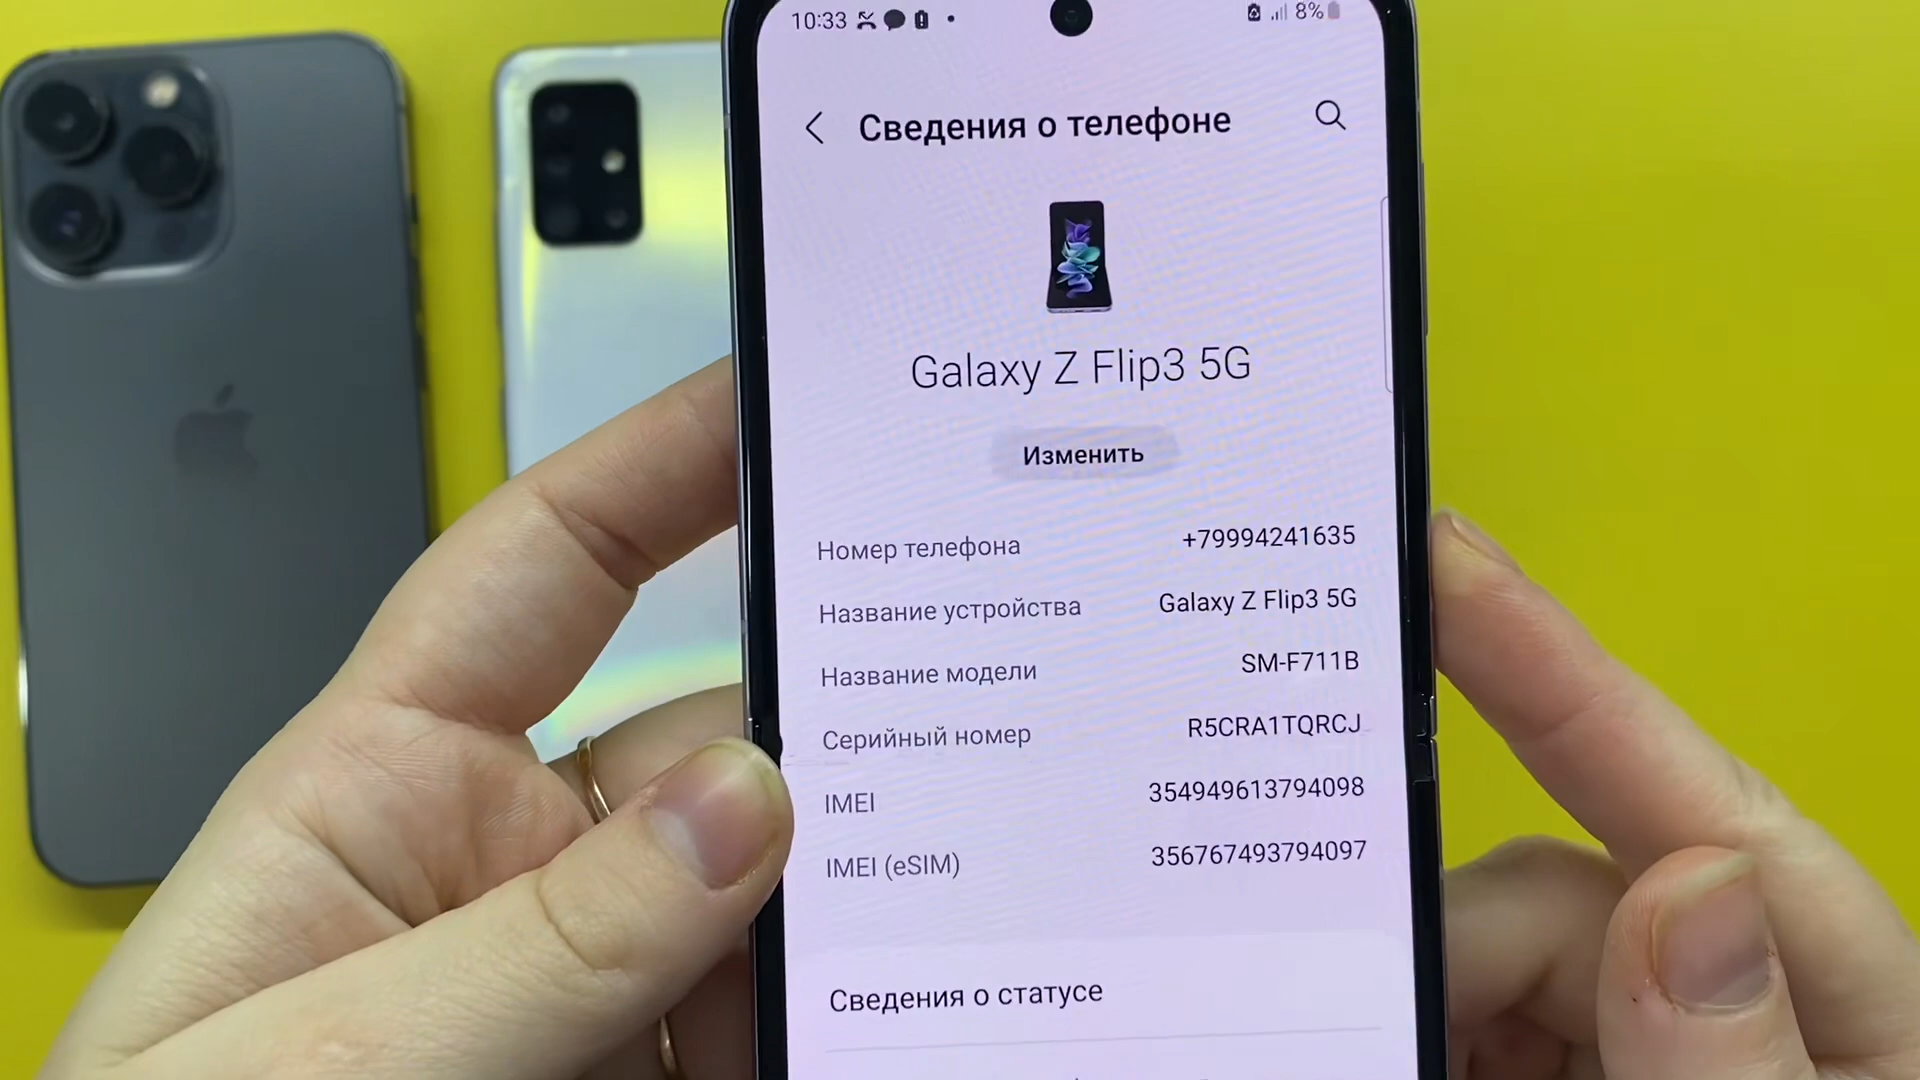 10:33
8%
Сведения о телефоне
Galaxy Z Flip3 5G
Изменить
Номер телефона +79994241635
Название устройства Galaxy Z Flip3 5G
Название модели SM-F711B
Серийный номер R5CRA1TQRCJ
IMEI 354949613794098
IMEI (eSIM) 356767493794097
Сведения о статусе